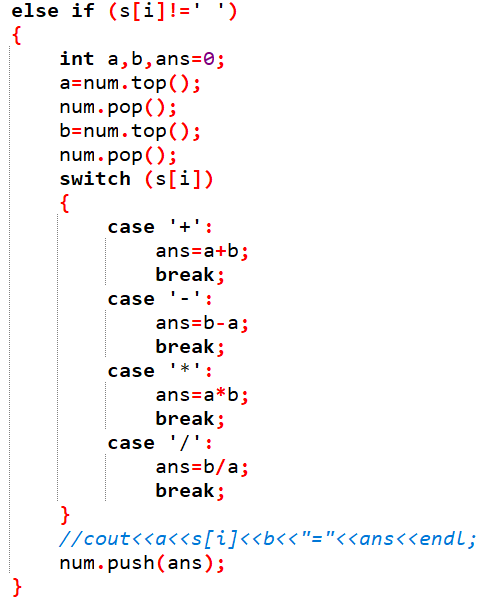 else if (s[i]!=' ')
{
    int a,b,ans=0;
    a=num.top();
    num.pop();
    b=num.top();
    num.pop();
    switch (s[i])
    {
        case '+':
            ans=a+b;
            break;
        case '-':
            ans=b-a;
            break;
        case '*':
            ans=a*b;
            break;
        case '/':
            ans=b/a;
            break;
    }
    //cout<<a<<s[i]<<b<<"="<<ans<<endl;
    num.push(ans);
}